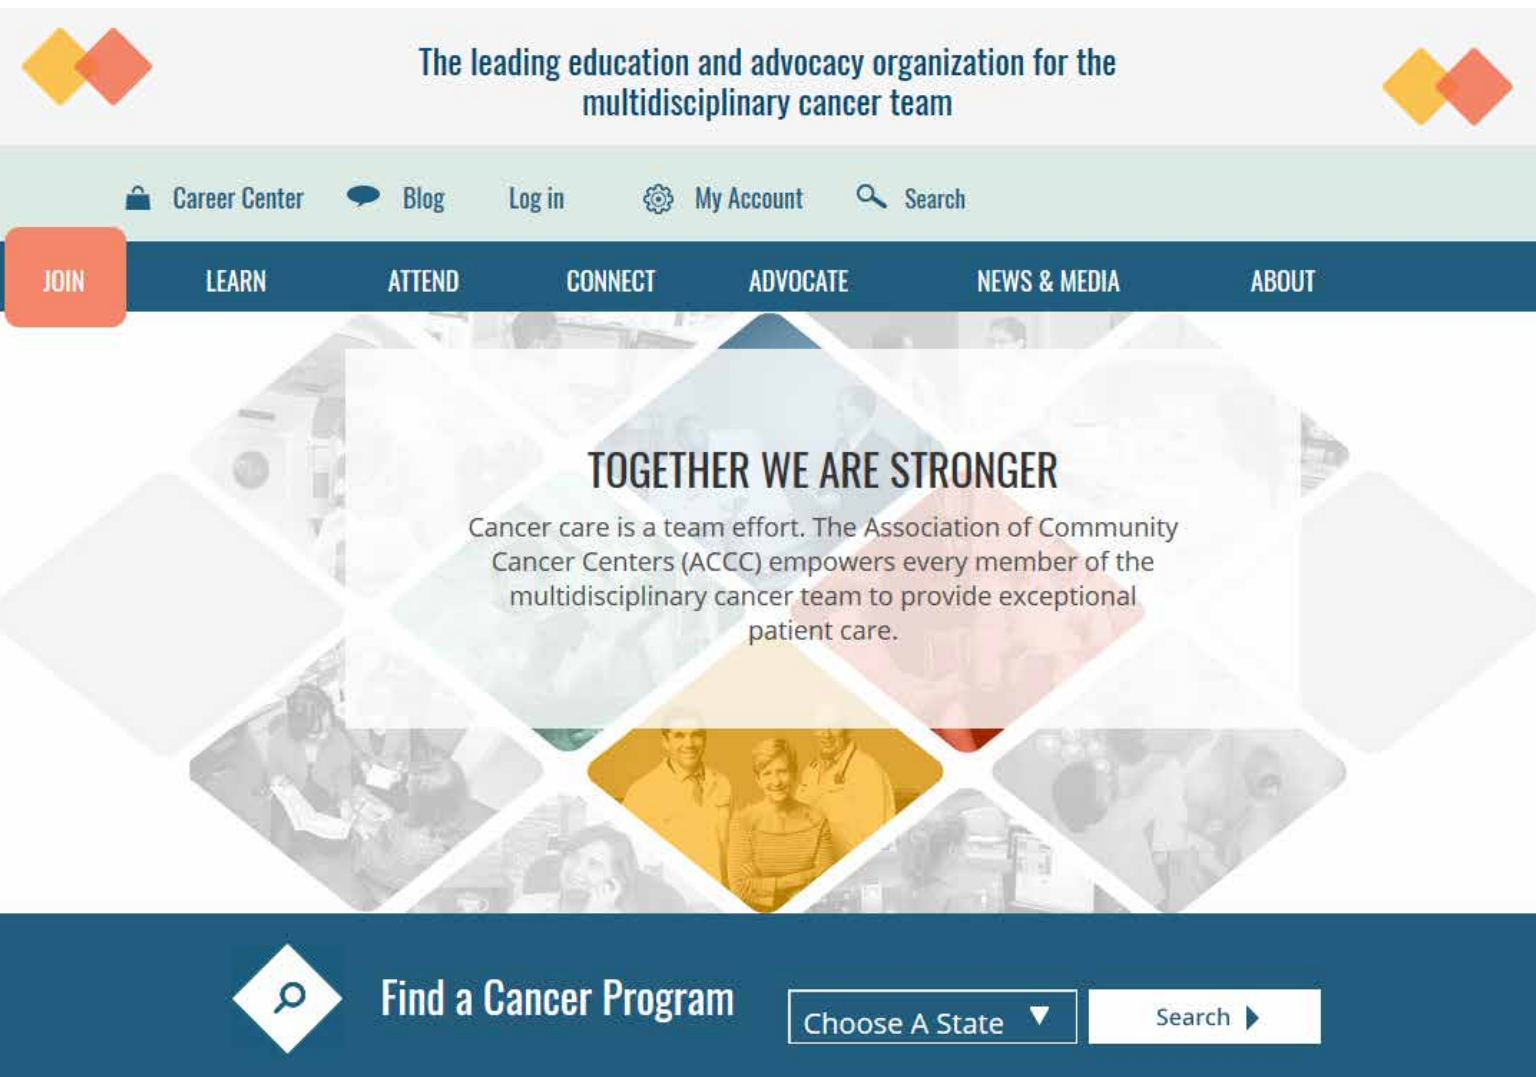 The leading education and advocacy organization for the
multidisciplinary cancer team
Career Center Blog Log in My Account Search
JOIN LEARN ATTEND CONNECT ADVOCATE NEWS & MEDIA ABOUT
TOGETHER WE ARE STRONGER
Cancer care is a team effort. The Association of Community
Cancer Centers (ACCC) empowers every member of the
multidisciplinary cancer team to provide exceptional
patient care.
Find a Cancer Program Choose A State Search